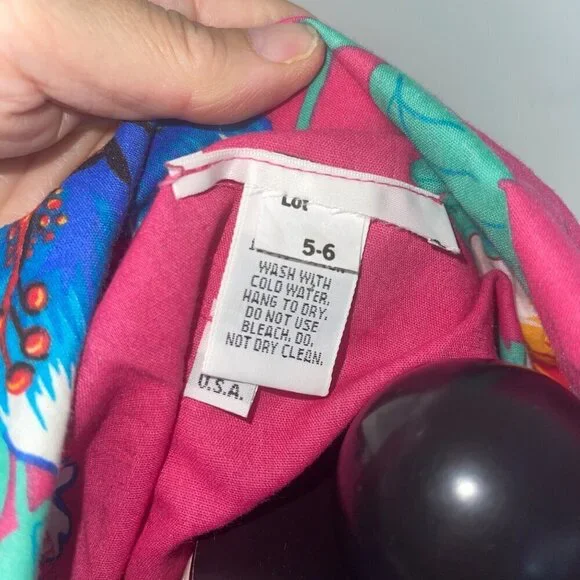 Lot
5-6
WASH WITH
COLD WATER.
HANG TO DRY.
DO NOT USE
BLEACH. DO.
NOT DRY CLEAN.
U.S.A.